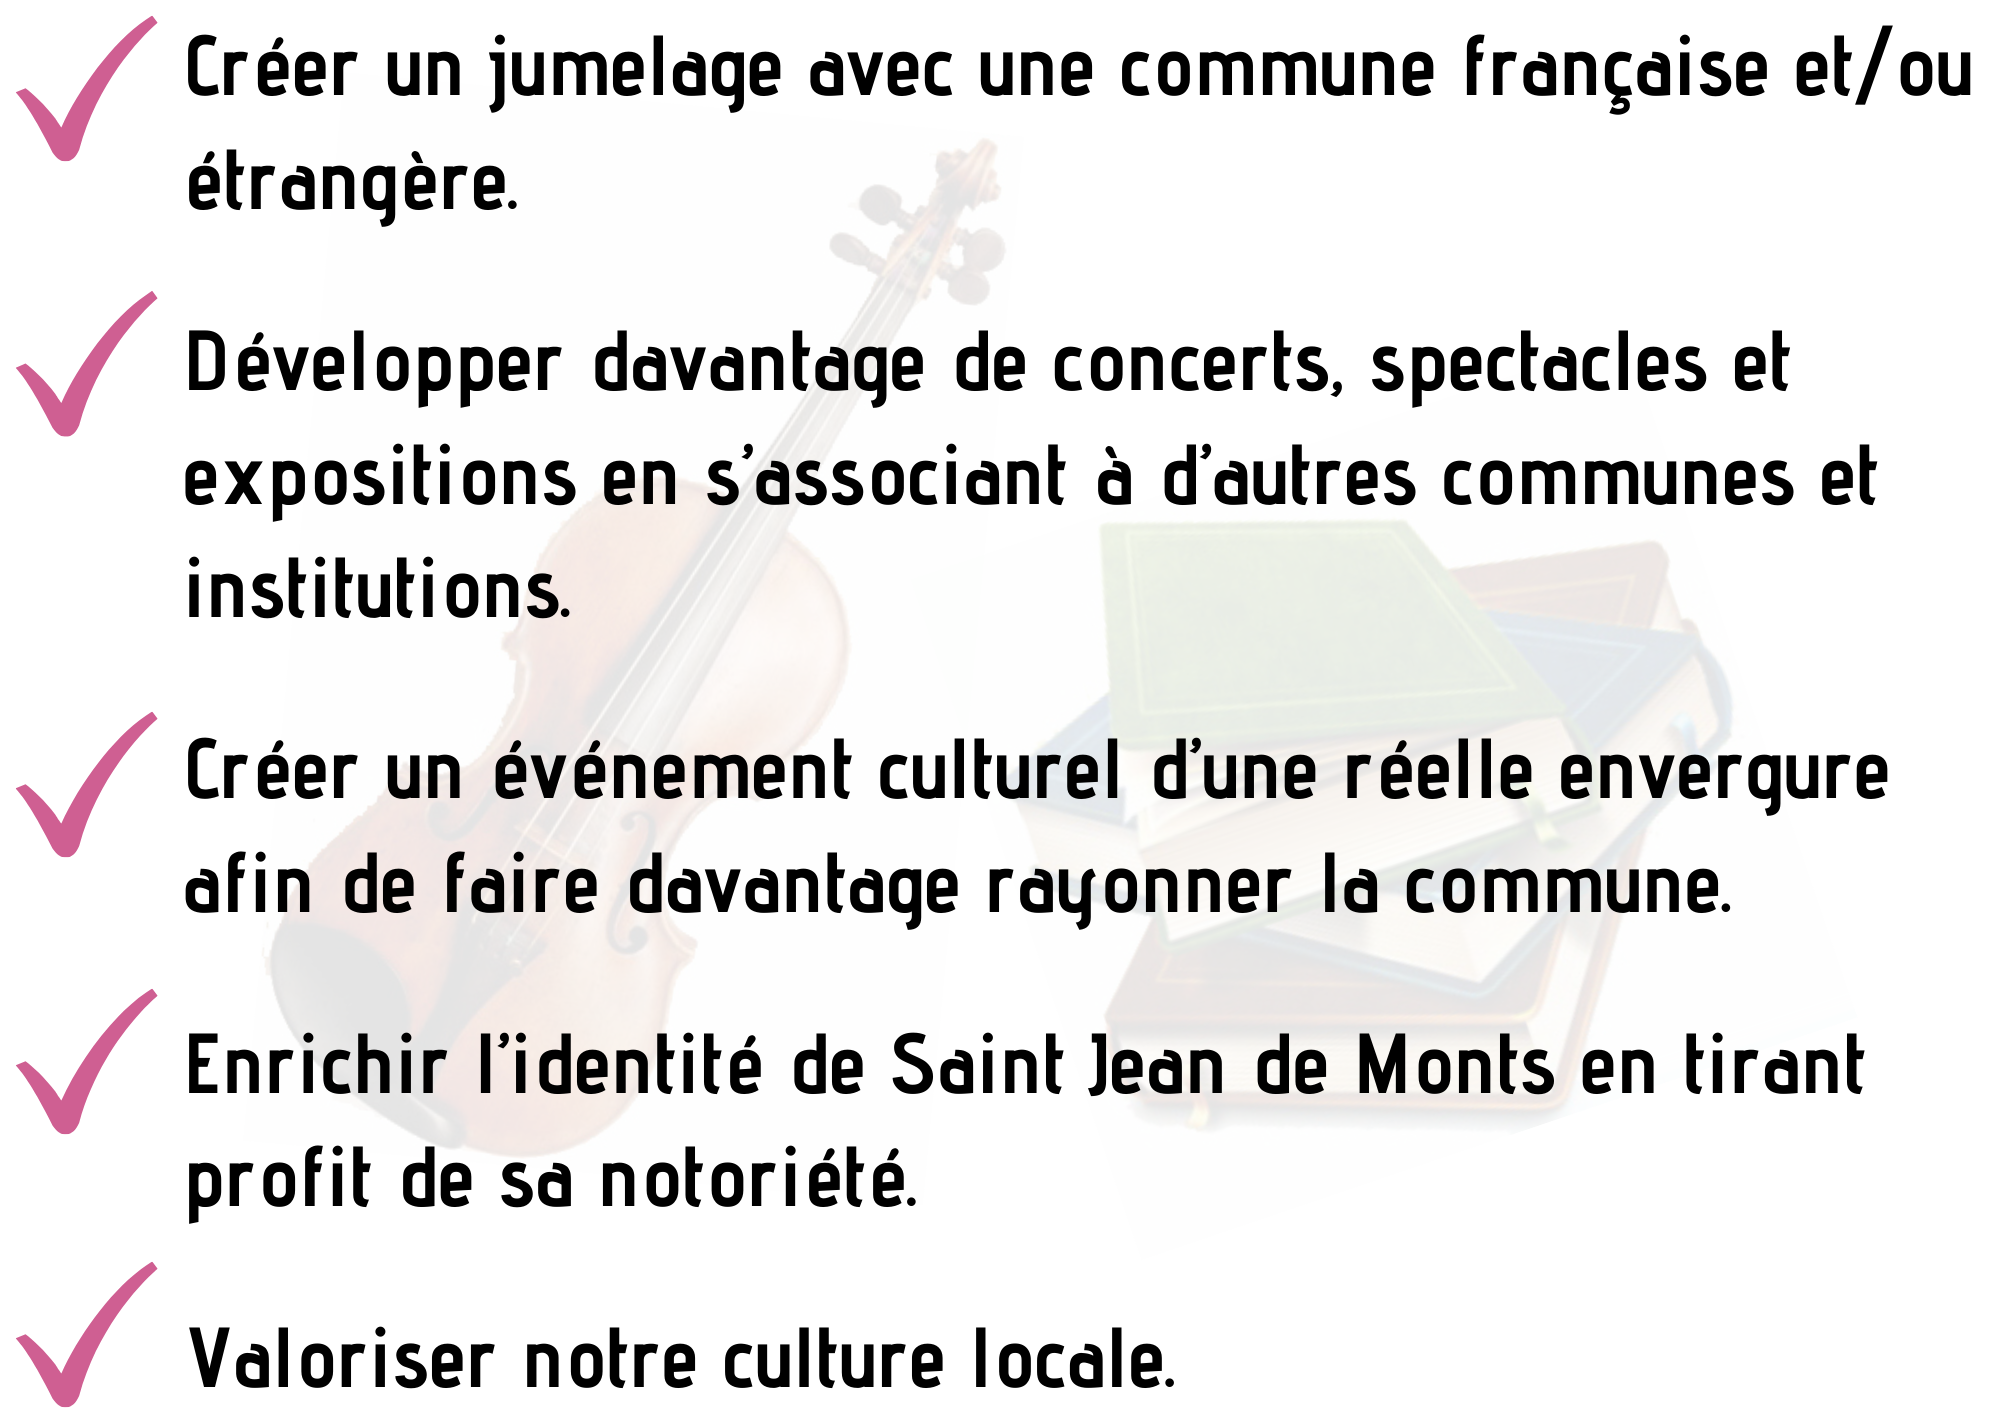 Créer un jumelage avec une commune française et/ou
étrangère.
Développer davantage de concerts, spectacles et
expositions en s'associant à d'autres communes et
institutions.
Créer un événement culturel d'une réelle envergure
afin de faire davantage rayonner la commune.
Enrichir l'identité de Saint Jean de Monts en tirant
profit de sa notoriété.
Valoriser notre culture locale.